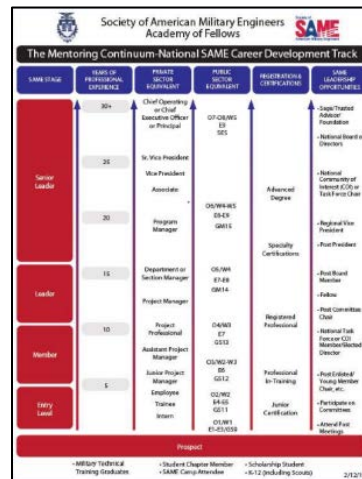 Society of American Military Engineers
Academy of Fellows
SAME
The Mentoring Continuum-National SAME Career Development Track
SAME STAGE
YEARS OF
PROFESSIONAL
EXPERIENCE
PRIVATE
SECTOR
EQUIVALENT
PUBLIC
SECTOR
EQUIVALENT
REGISTRATION &
CERTIFICATIONS
SAME
LEADERSHIP
OPPORTUNITIES
Senior
Leader
Leader
Member
Entry
Level
30+
25
20
15
10
5
Chief Operating
or Chief
Executive Officer
or Principal
Sr. Vice President
Vice President
Associate
Program
Manager
Department or
Section Manager
Project Manager
Project
Professional
Assistant Project
Manager
Junior Project
Manager
Employee
Trainee
Intern
O7-O8/W5
E9
SES
O6/W4-W5
E8-E9
GM15
O5/W4
E7-E8
GM14
O4/W3
E7
GS13
O3/W2-W3
E6
GS12
O2/W2
E4-E5
GS11
O1/W1
E1-E3/GS9
Advanced
Degree
Specialty
Certifications
Registered
Professional
Professional
In-Training
Junior
Certification
- Sage/Trusted
Advisor/
Foundation
- National Board of
Directors
- National
Community of
Interest (COI) or
Task Force Chair
- Regional Vice
President
- Post President
- Post Board
Member
- Fellow
- Post Committee
Chair
- National Task
Force or COI
Member/Elected
Director
- Post Enlisted/
Young Member
Chair, etc.
- Participate on
Committees
- Attend Post
Meetings
Prospect
• Military Technical
Training Graduates
• Student Chapter Member
• SAME Camp Attendee
• Scholarship Student
• K-12 (including Scouts)